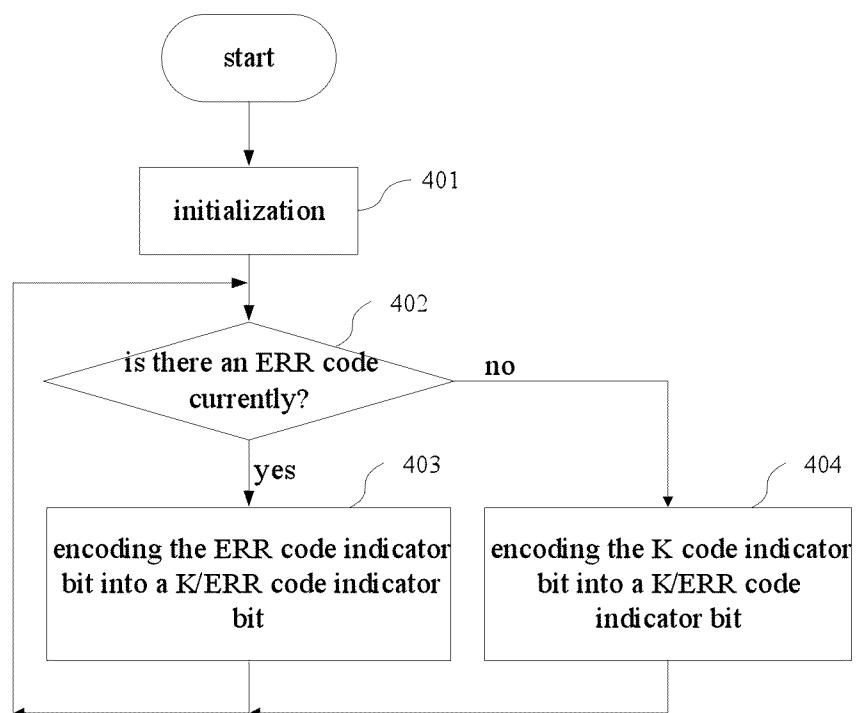 start
401
initialization
402
is there an ERR code
currently?
no
yes
403
404
encoding the ERR code indicator
bit into a K/ERR code indicator
bit
encoding the K code indicator
bit into a K/ERR code
indicator bit